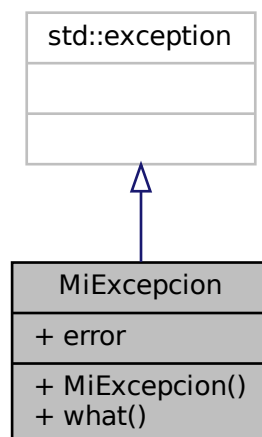 std::exception
MiExcepcion
+ error
+ MiExcepcion()
+ what()